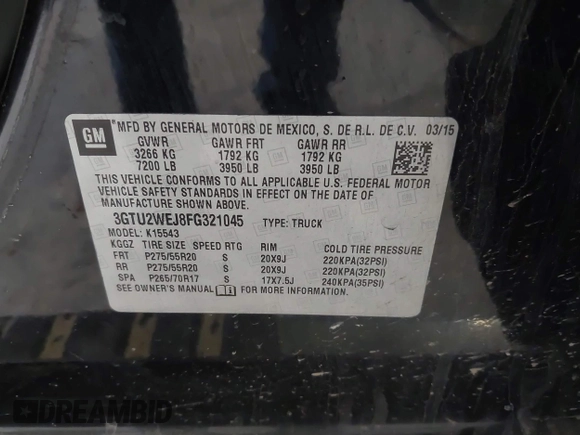 GM
MFD BY GENERAL MOTORS DE MEXICO, S. DE R.L. DE C.V. 03/15
GVWR GAWR FRT GAWR RR
3266 KG 1792 KG 1792 KG
7200 LB 3950 LB 3950 LB
THIS VEHICLE CONFORMS TO ALL APPLICABLE U.S. FEDERAL MOTOR
VEHICLE SAFETY STANDARDS IN EFFECT ON THE DATE OF
MANUFACTURE SHOWN ABOVE.
3GTU2WEJ8FG321045 TYPE: TRUCK
MODEL: K15543
KGGZ TIRE SIZE SPEED RTG RIM COLD TIRE PRESSURE
FRT P275/55R20 S 20X9J 220KPA(32PSI)
RR P275/55R20 S 20X9J 220KPA(32PSI)
SPA P265/70R17 S 17X7.5J 240KPA(35PSI)
SEE OWNER'S MANUAL FOR MORE INFORMATION.
DREAMBID